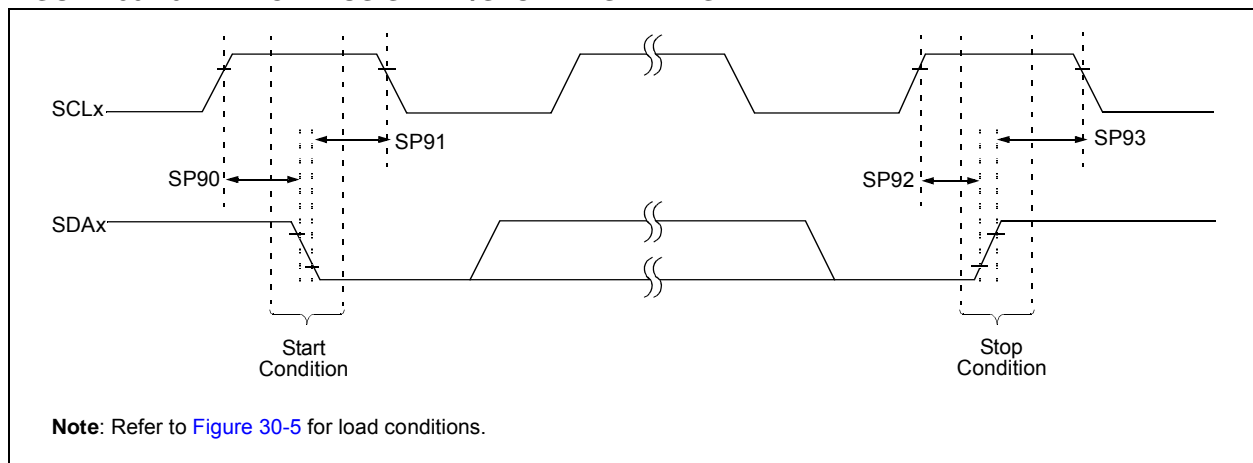 SCLx
SP91
SP93
SP90
SP92
SDAx
Start
Condition
Stop
Condition
Note: Refer to Figure 30-5 for load conditions.